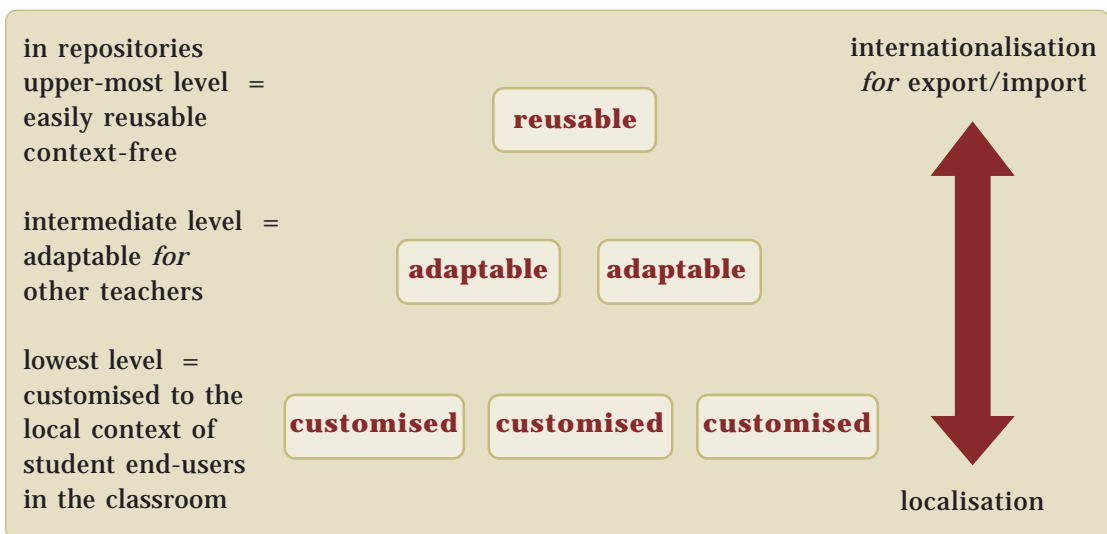 in repositories
upper-most level =
easily reusable
context-free
reusable
internationalisation
for export/import
intermediate level =
adaptable for
other teachers
adaptable adaptable
lowest level =
customised to the
local context of
student end-users
in the classroom
customised customised customised
localisation